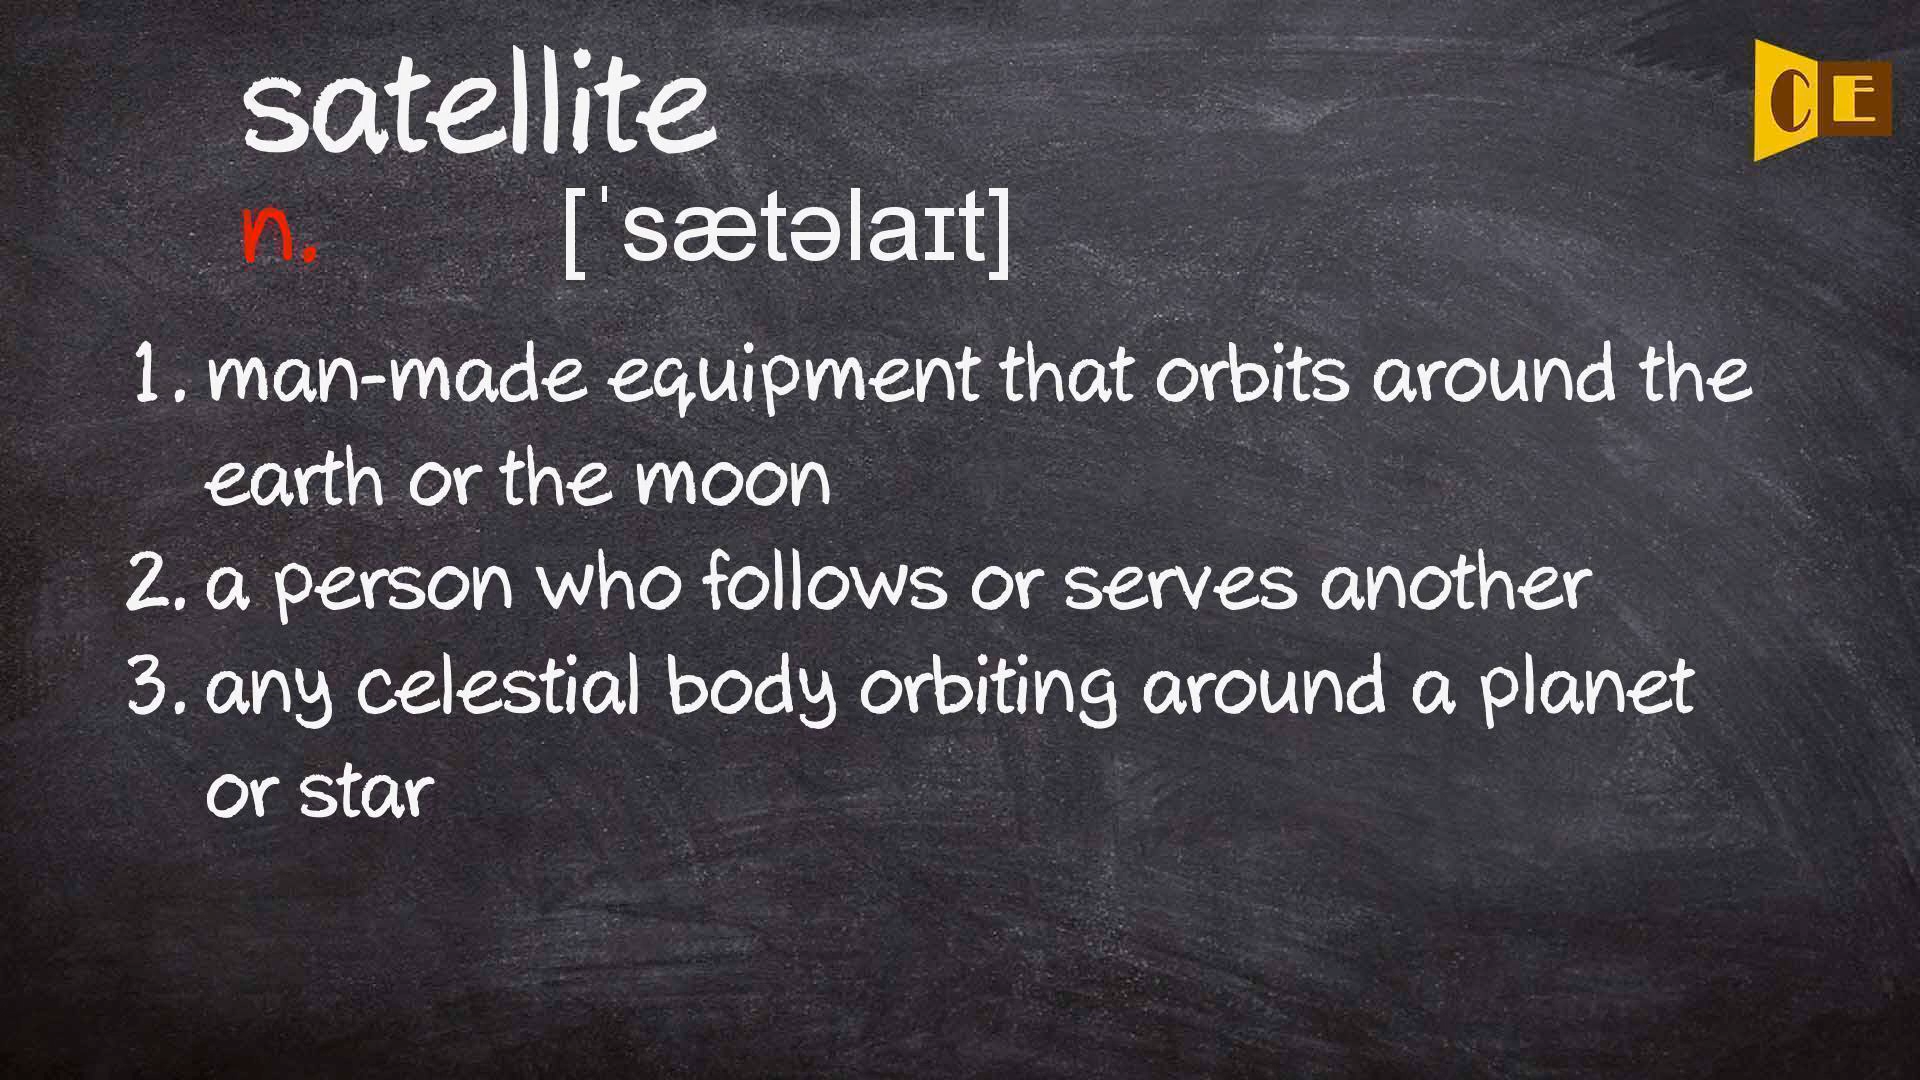 satellite
CE
n. [ˈsætəlaɪt]
1. man-made equipment that orbits around the
earth or the moon
2. a person who follows or serves another
3. any celestial body orbiting around a planet
or star